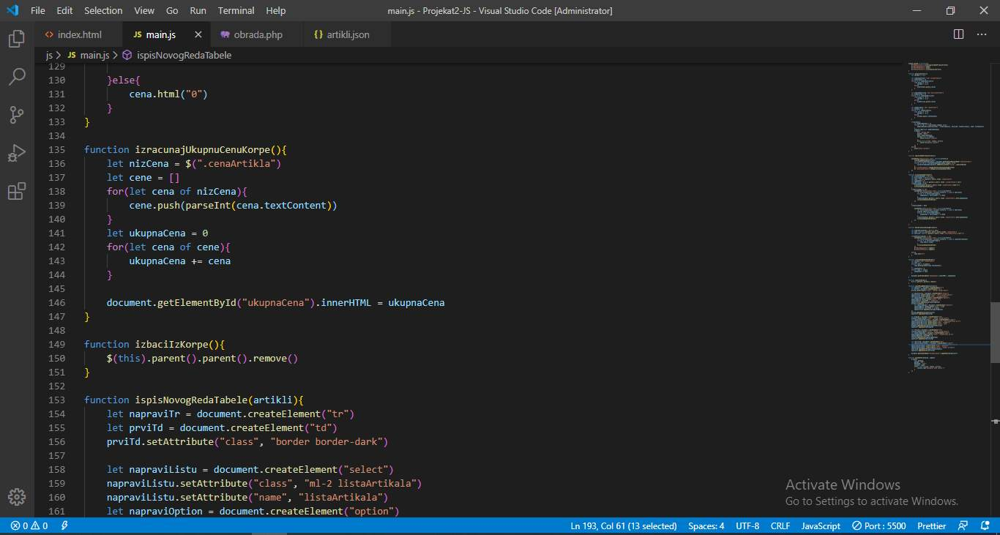 File Edit Selection View Go Run Terminal Help main.js - Projekat2-JS - Visual Studio Code [Administrator]
<> index.html JS main.js × obrada.php {} artikli.json ...
js > JS main.js > ispisNovogRedaTabele
129
130     }else{
131         cena.html("0")
132     }
133 }
134
135 function izracunajUkupnuCenuKorpe(){
136     let nizCena = $(".cenaArtikla")
137     let cene = []
138     for(let cena of nizCena){
139         cene.push(parseInt(cena.textContent))
140     }
141     let ukupnaCena = 0
142     for(let cena of cene){
143         ukupnaCena += cena
144     }
145
146     document.getElementById("ukupnaCena").innerHTML = ukupnaCena
147 }
148
149 function izbaciIzKorpe(){
150     $(this).parent().parent().remove()
151 }
152
153 function ispisNovogRedaTabele(artikli){
154     let napraviTr = document.createElement("tr")
155     let prviTd = document.createElement("td")
156     prviTd.setAttribute("class", "border border-dark")
157
158     let napraviListu = document.createElement("select")
159     napraviListu.setAttribute("class", "ml-2 listaArtikala")
160     napraviListu.setAttribute("name", "listaArtikala")
161     let napraviOption = document.createElement("option")
Activate Windows
Go to Settings to activate Windows.
0 0 Ln 193, Col 61 (13 selected) Spaces: 4 UTF-8 CRLF JavaScript Port : 5500 Prettier